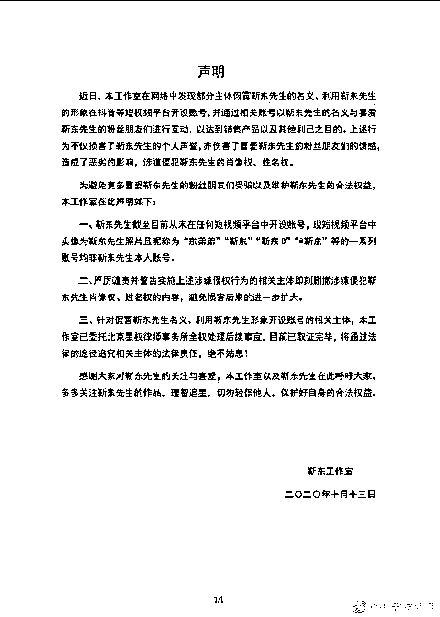 声明
近日、本工作室在网络中发现部分主体假冒靳东先生的名义、利用靳东先生
的形象在抖音等短视频平台开设账号,并通过相关账号以靳东先生的名义与喜爱
靳东先生的粉丝朋友们进行互动,以达到销售产品以及其他利己之目的。上述行
为不仅损害了靳东先生的个人声誉,亦伤害了喜爱靳东先生的粉丝朋友们的情感,
造成了恶劣的影响,涉嫌侵犯靳东先生的肖像权、姓名权。
为避免更多喜爱靳东先生的粉丝朋友们受骗以及维护靳东先生的合法权益,
本工作室在此声明如下:
一、靳东先生截至目前从未在任何短视频平台中开设账号,现短视频平台中
头像为靳东先生照片且昵称为“东弟弟”“靳东”“靳东 D”“#靳东”等的一系列
账号均非靳东先生本人账号。
二、严厉谴责并警告实施上述涉嫌侵权行为的相关主体即刻删除涉嫌侵犯靳
东先生肖像权、姓名权的内容,避免损害后果的进一步扩大。
三、针对假冒靳东先生名义、利用靳东先生形象开设账号的相关主体,本工
作室已委托北京星权律师事务所全权处理后续事宜,目前已取证完毕,将通过法
律的途径追究相关主体的法律责任,绝不姑息!
感谢大家对靳东先生的关注与喜爱,本工作室以及靳东先生在此呼吁大家,
多多关注靳东先生的作品,理智追星,切勿轻信他人,保护好自身的合法权益。
靳东工作室
二〇二〇年十月十三日
1/1